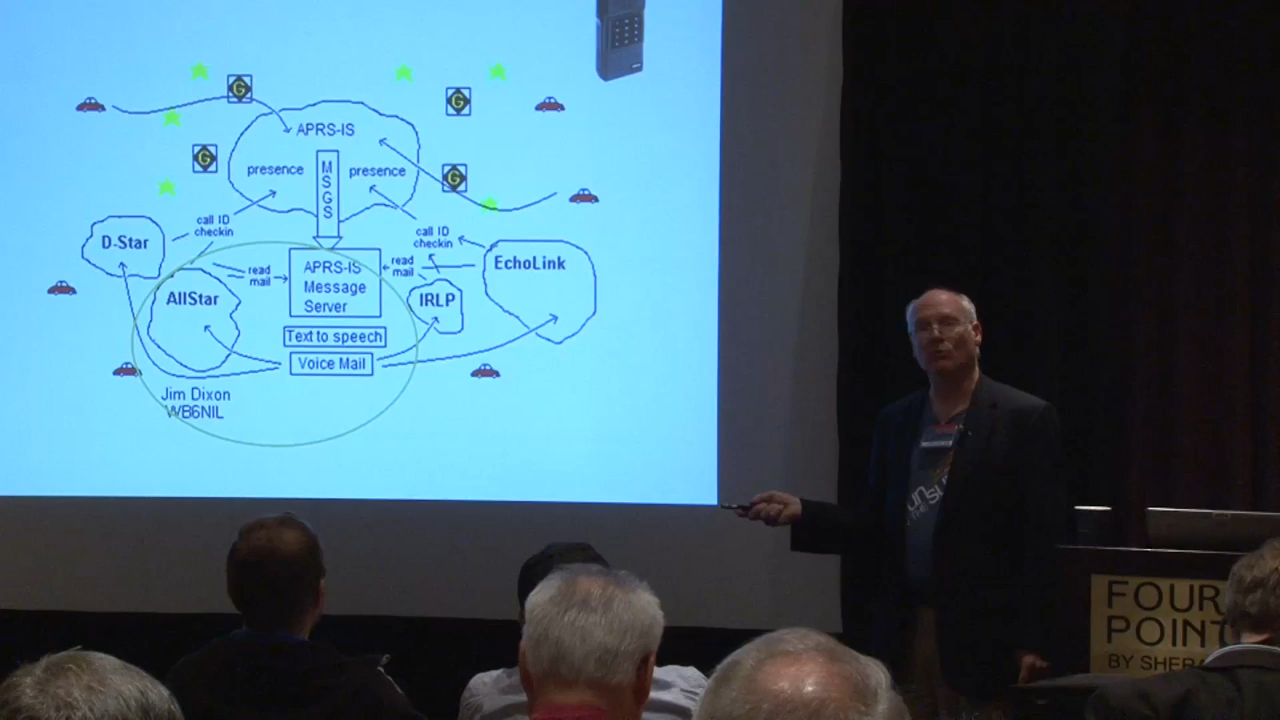 G
G
APRS-IS
G
presence
M
S
G
S
presence
G
call ID
checkin
call ID
checkin
D-Star
read
mail
APRS-IS
Message
Server
read
mail
EchoLink
AllStar
IRLP
Text to speech
Voice Mail
Jim Dixon
WB6NIL
FOUR
POINT
BY SHERA